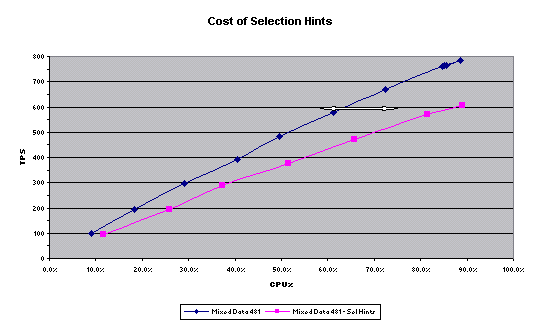 Cost of Selection Hints
800
700
600
500
400
300
200
100
0
TPS
0.0% 10.0% 20.0% 30.0% 40.0% 50.0% 60.0% 70.0% 80.0% 90.0% 100.0%
CPU%
Mixed Data 481 Mixed Data 481 - Sel Hints